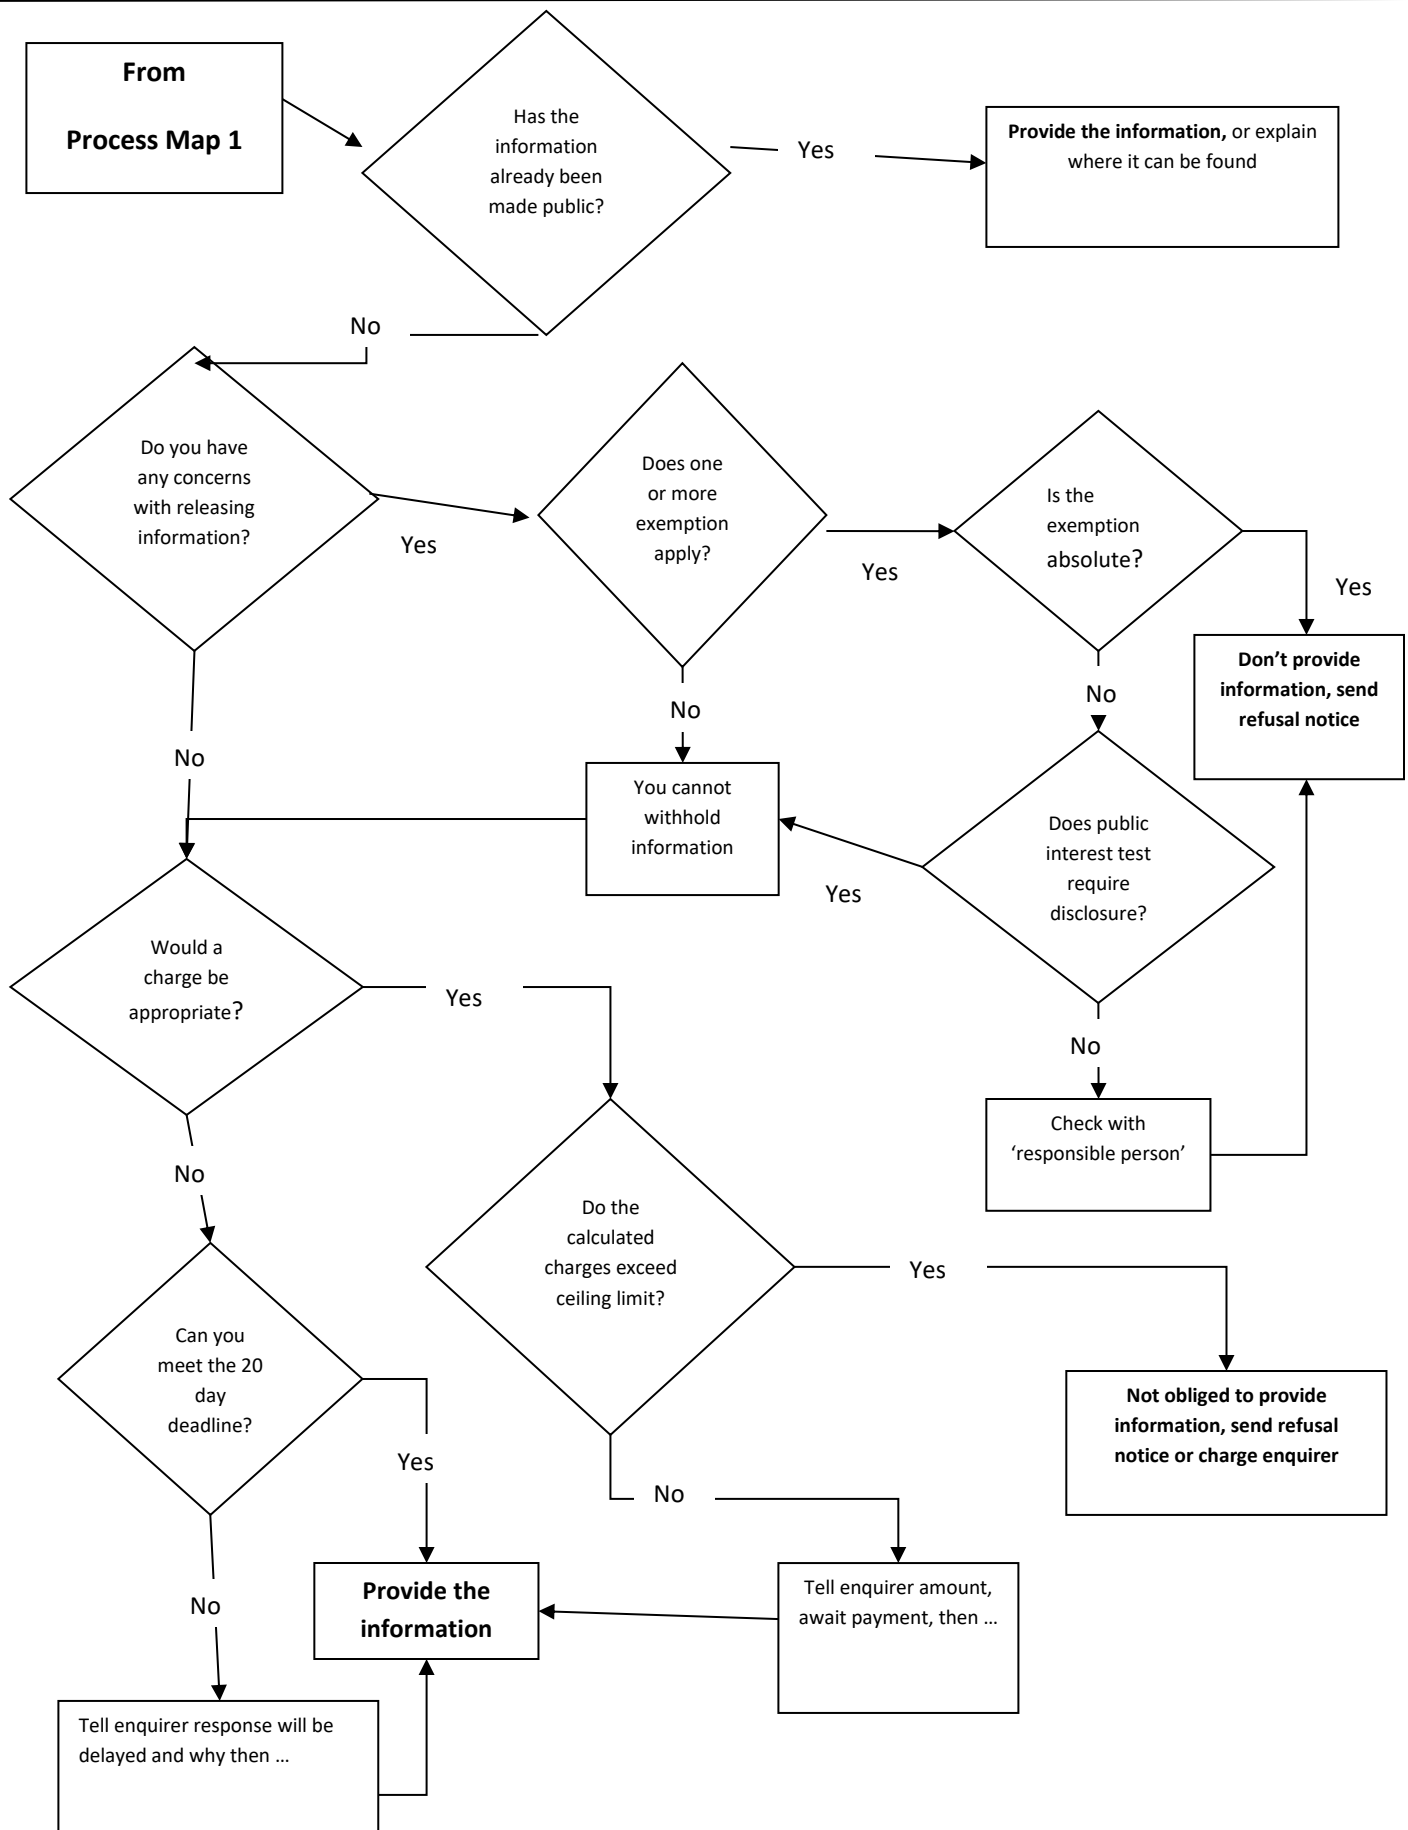 From
Process Map 1
Has the
information
already been
made public?
Yes
Provide the information, or explain
where it can be found
No
Do you have
any concerns
with releasing
information?
Yes
Does one
or more
exemption
apply?
Yes
Is the
exemption
absolute?
Yes
Don’t provide
information, send
refusal notice
No
No
No
You cannot
withhold
information
Does public
interest test
require
disclosure?
Yes
Would a
charge be
appropriate?
Yes
No
Check with
‘responsible person’
No
Do the
calculated
charges exceed
ceiling limit?
Yes
Can you
meet the 20
day
deadline?
Yes
Not obliged to provide
information, send refusal
notice or charge enquirer
No
No
Provide the
information
Tell enquirer amount,
await payment, then ...
Tell enquirer response will be
delayed and why then ...